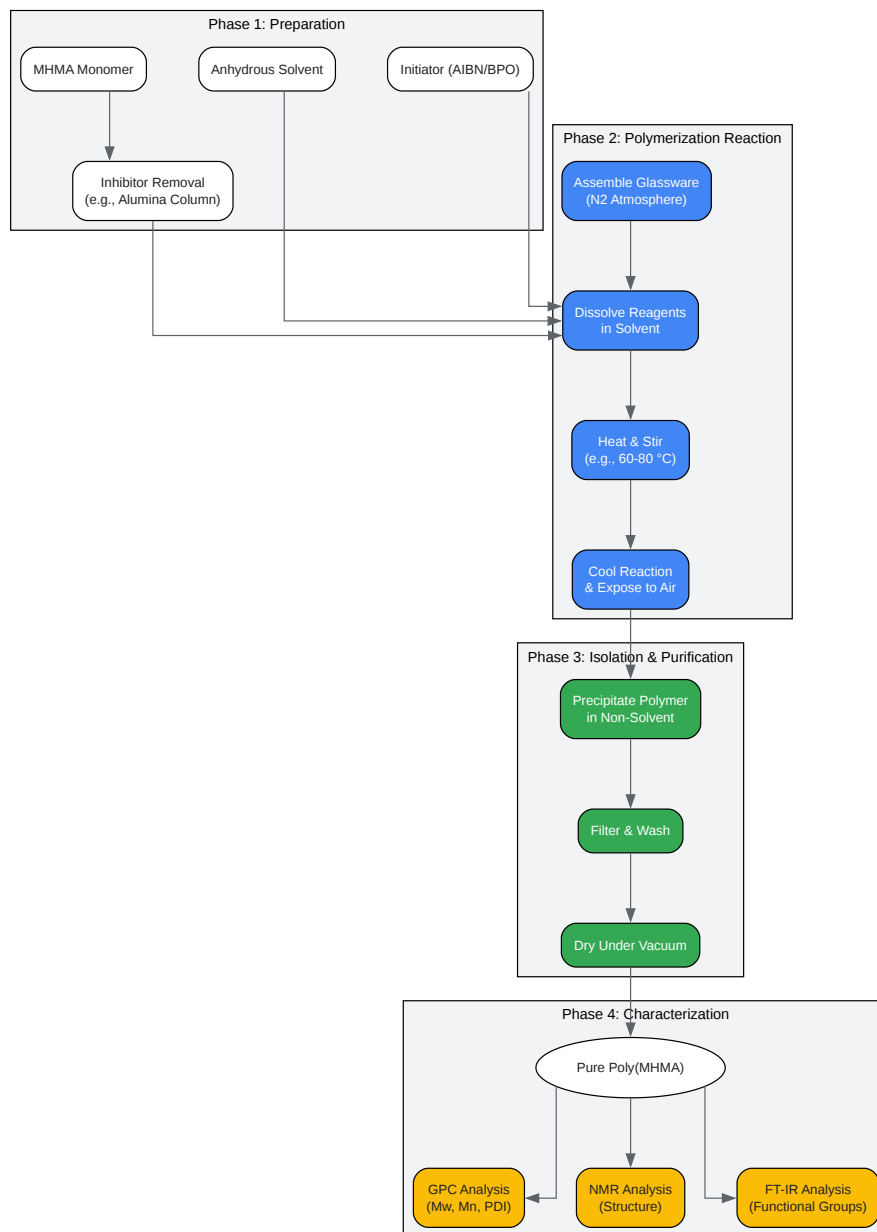 Phase 1: Preparation
MHMA Monomer
Anhydrous Solvent
Initiator (AIBN/BPO)
Inhibitor Removal
(e.g., Alumina Column)
Phase 2: Polymerization Reaction
Assemble Glassware
(N2 Atmosphere)
Dissolve Reagents
in Solvent
Heat & Stir
(e.g., 60-80 °C)
Cool Reaction
& Expose to Air
Phase 3: Isolation & Purification
Precipitate Polymer
in Non-Solvent
Filter & Wash
Dry Under Vacuum
Phase 4: Characterization
Pure Poly(MHMA)
GPC Analysis
(Mw, Mn, PDI)
NMR Analysis
(Structure)
FT-IR Analysis
(Functional Groups)